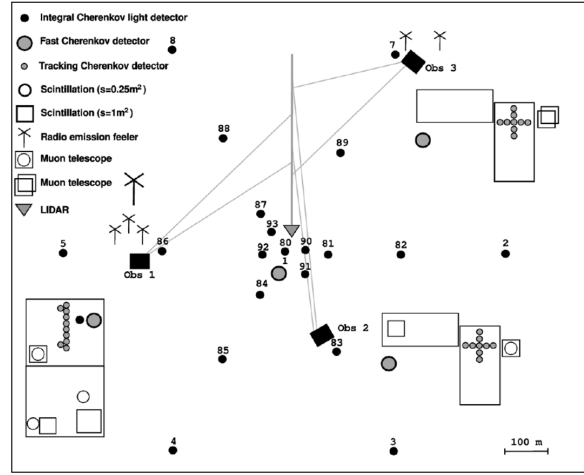 Integral Cherenkov light detector
Fast Cherenkov detector
Tracking Cherenkov detector
Scintillation (s=0.25m²)
Scintillation (s=1m²)
Radio emission feeler
Muon telescope
Muon telescope
LIDAR
8
7
Obs 3
88
89
87
93
5
86
92
80
90
81
82
2
Obs 1
1
91
84
Obs 2
83
85
4
3
100 m